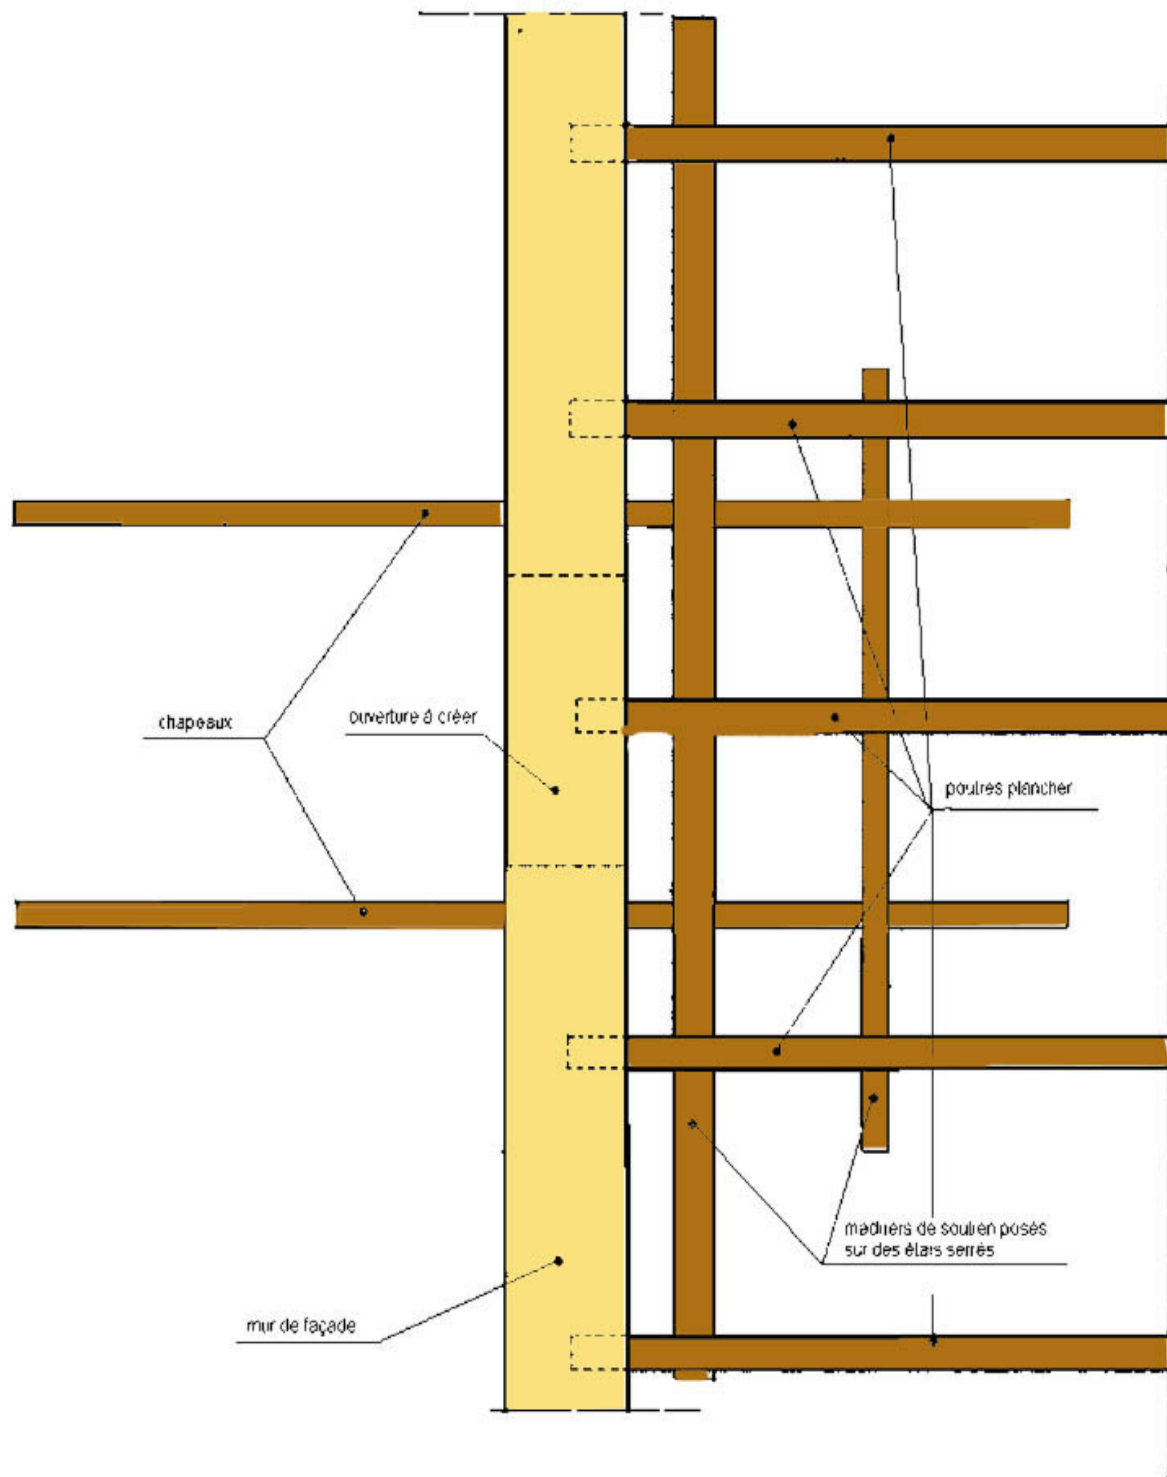 chapeaux
ouverture à créer
poutres plancher
madriers de soutien posés
sur des étais serrés
mur de façade